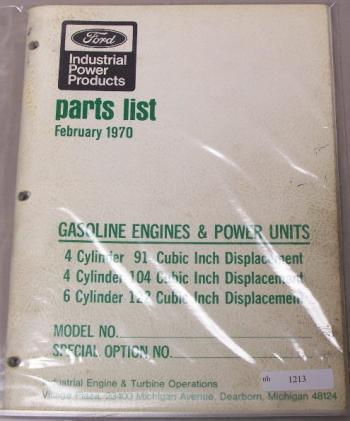 Ford
Industrial
Power
Products
parts list
February 1970
GASOLINE ENGINES & POWER UNITS
4 Cylinder 91 Cubic Inch Displacement
4 Cylinder 104 Cubic Inch Displacement
6 Cylinder 122 Cubic Inch Displacement
MODEL NO.
SPECIAL OPTION NO.
nb 1213
Industrial Engine & Turbine Operations
Village Plaza, 23400 Michigan Avenue, Dearborn, Michigan 48124